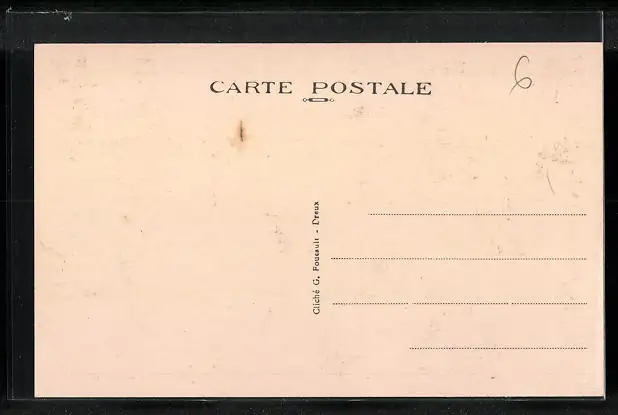 CARTE POSTALE
6
Cliché G. Foucault - Dreux